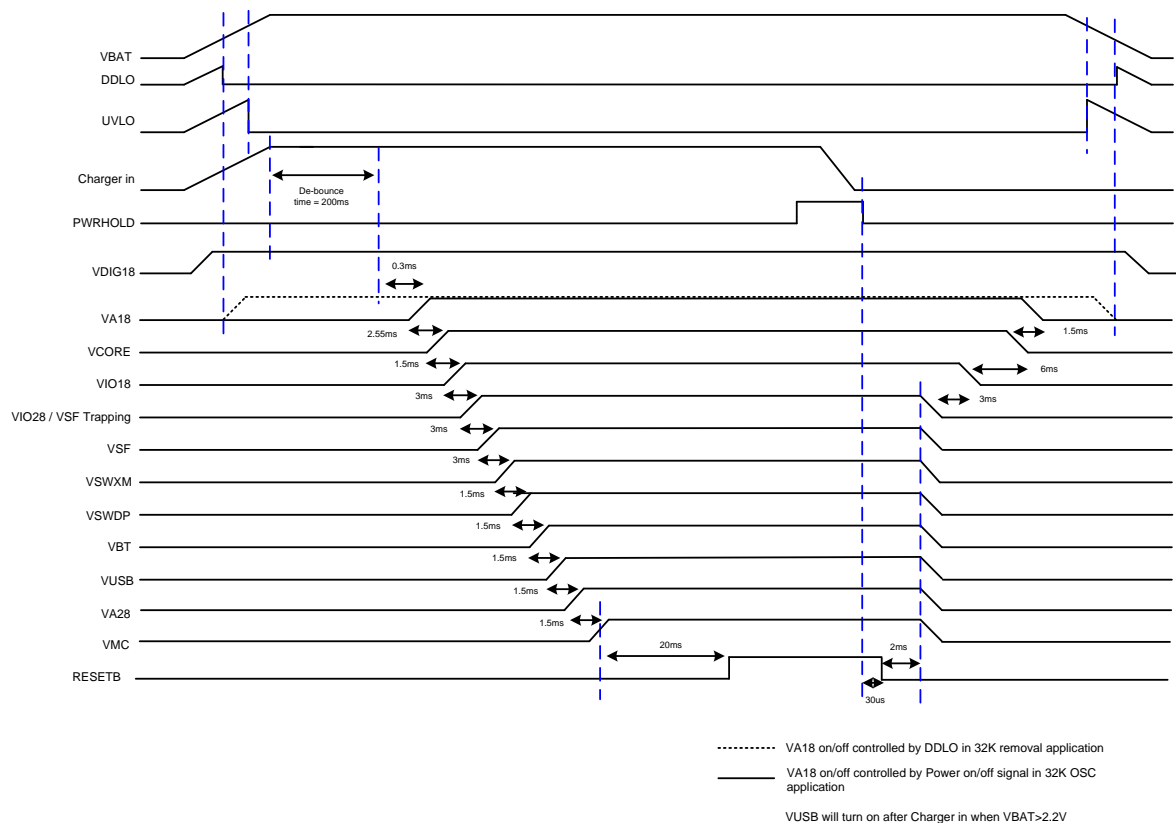 VBAT
DDLO
UVLO
Charger in
De-bounce
time = 200ms
PWRHOLD
VDIG18
0.3ms
VA18
2.55ms
1.5ms
VCORE
1.5ms
6ms
VIO18
3ms
3ms
VIO28 / VSF Trapping
3ms
VSF
3ms
VSWXM
1.5ms
VSWDP
1.5ms
VBT
1.5ms
VUSB
1.5ms
VA28
1.5ms
VMC
20ms
2ms
RESETB
30us
VA18 on/off controlled by DDLO in 32K removal application
VA18 on/off controlled by Power on/off signal in 32K OSC
application
VUSB will turn on after Charger in when VBAT>2.2V